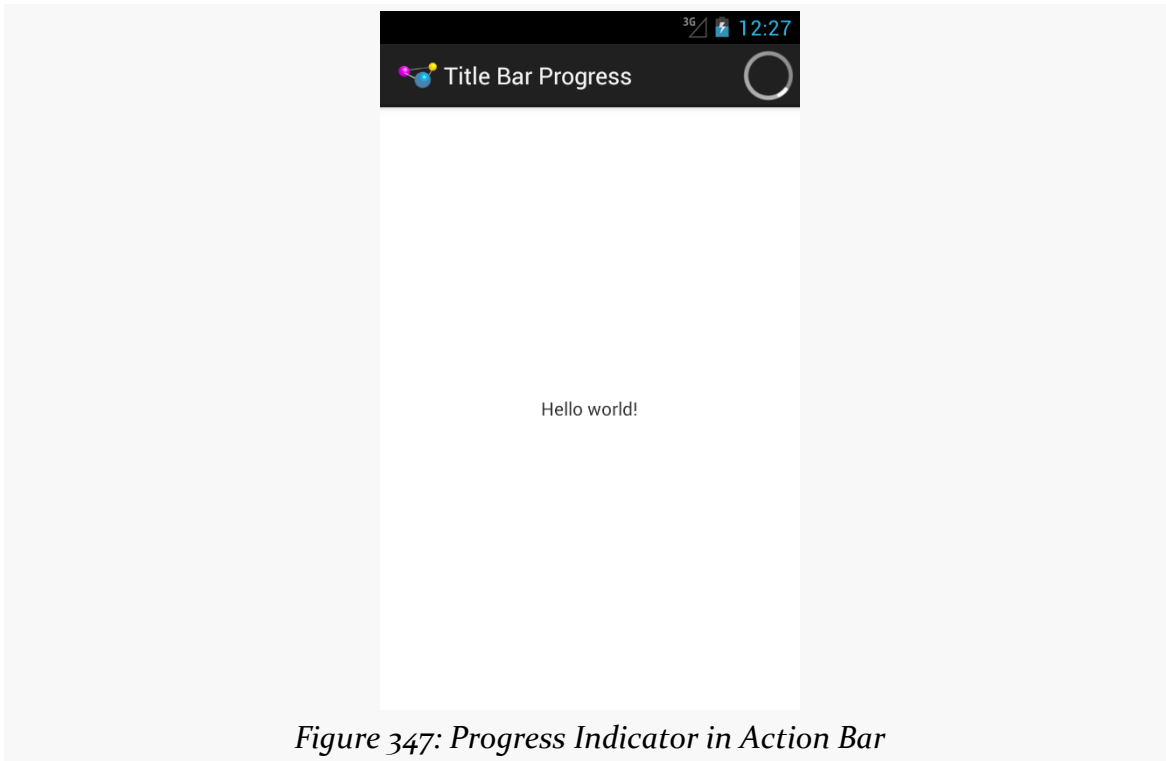 3G 12:27
Title Bar Progress
Hello world!
Figure 347: Progress Indicator in Action Bar